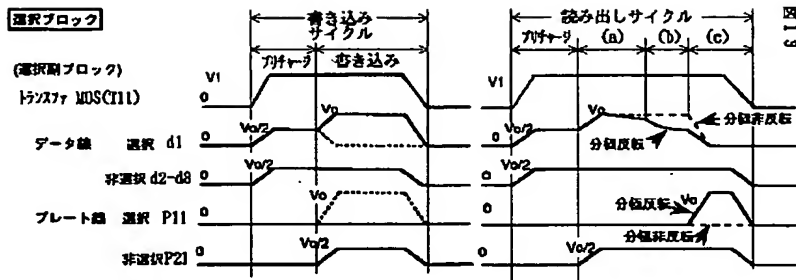 選択ブロック
書き込み
サイクル
読み出しサイクル
図13
プリチャージ
書き込み
プリチャージ
(a)
(b)
(c)
(選択副ブロック)
トランスファ MOS(T11)
V1
0
V1
0
データ線 選択 d1
0
Vo/2
Vo
0
Vo/2
Vo
分極反転
分極非反転
非選択 d2-d8
0
Vo/2
0
Vo/2
プレート線 選択 P11
0
Vo
0
分極反転
Vo
分極非反転
非選択P21
0
Vo/2
0
Vo/2